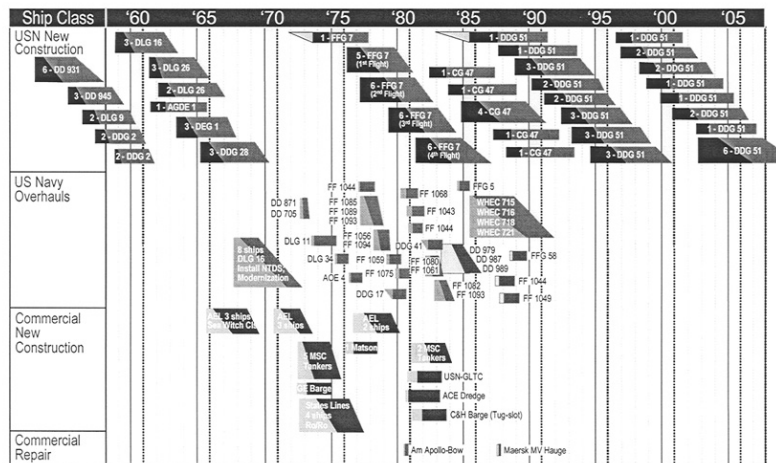 Ship Class '60 '65 '70 '75 '80 '85 '90 '95 '00 '05
USN New
Construction
3 - DLG 16
6 - DD 931
3 - DD 945
2 - DLG 9
2 - DDG 2
2 - DDG 2
3 - DLG 26
2 - DLG 26
1 - AGDE 1
3 - DEG 1
3 - DDG 28
1 - FFG 7
5 - FFG 7
(1st Flight)
6 - FFG 7
(2nd Flight)
6 - FFG 7
(3rd Flight)
6 - FFG 7
(4th Flight)
1 - CG 47
1 - CG 47
4 - CG 47
1 - CG 47
1 - CG 47
1 - DDG 51
1 - DDG 51
3 - DDG 51
2 - DDG 51
2 - DDG 51
3 - DDG 51
3 - DDG 51
3 - DDG 51
1 - DDG 51
2 - DDG 51
2 - DDG 51
1 - DDG 51
1 - DDG 51
2 - DDG 51
1 - DDG 51
6 - DDG 51
US Navy
Overhauls
DD 871
DD 705
FF 1044
FF 1085
FF 1089
FF 1093
DLG 11
FF 1056
FF 1094
8 ships
DLG 16
Install NTDS,
Modernization
DLG 34
FF 1059
AOE 4
FF 1075
DDG 17
FF 1068
FF 1043
FF 1044
DDG 41
FF 1080
FF 1061
FF 1082
FF 1093
FFG 5
WHEC 715
WHEC 716
WHEC 718
WHEC 721
DD 979
DD 987
DD 989
FFG 58
FF 1044
FF 1049
Commercial
New
Construction
AEL 3 ships
Sea Witch Cl.
AEL
3 ships
AEL
2 ships
5 MSC
Tankers
Matson
2 MSC
Tankers
GE Barge
USN-GLTC
ACE Dredge
States Lines
4 ships
Ro/Ro
C&H Barge (Tug-slot)
Commercial
Repair
Am Apollo-Bow
Maersk MV Hauge